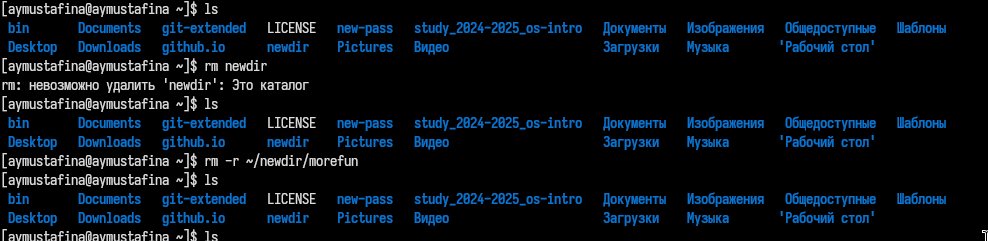 [aymustafina@aymustafina ~]$ ls
bin Documents git-extended LICENSE new-pass study_2024-2025_os-intro Документы Изображения Общедоступные Шаблоны
Desktop Downloads github.io newdir Pictures Видео Загрузки Музыка 'Рабочий стол'
[aymustafina@aymustafina ~]$ rm newdir
rm: невозможно удалить 'newdir': Это каталог
[aymustafina@aymustafina ~]$ ls
bin Documents git-extended LICENSE new-pass study_2024-2025_os-intro Документы Изображения Общедоступные Шаблоны
Desktop Downloads github.io newdir Pictures Видео Загрузки Музыка 'Рабочий стол'
[aymustafina@aymustafina ~]$ rm -r ~/newdir/morefun
[aymustafina@aymustafina ~]$ ls
bin Documents git-extended LICENSE new-pass study_2024-2025_os-intro Документы Изображения Общедоступные Шаблоны
Desktop Downloads github.io newdir Pictures Видео Загрузки Музыка 'Рабочий стол'
[aymustafina@aymustafina ~]$ ls